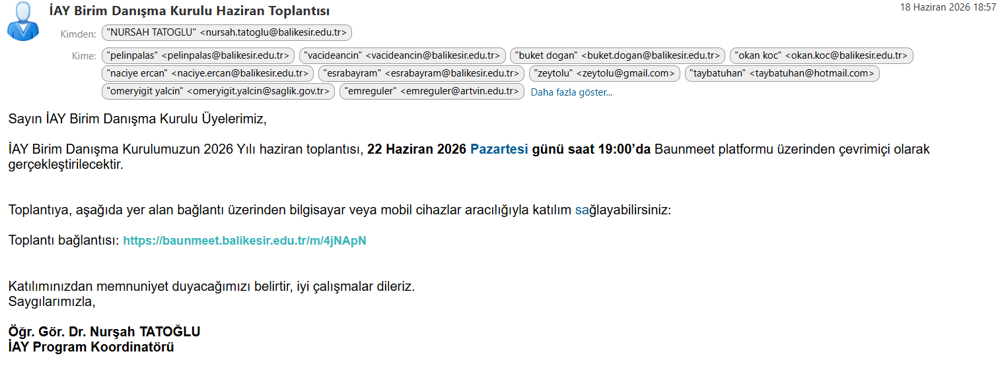 İAY Birim Danışma Kurulu Haziran Toplantısı
18 Haziran 2026 18:57
Kimden: "NURSAH TATOGLU" <nursah.tatoglu@balikesir.edu.tr>
Kime: "pelinpalas" <pelinpalas@balikesir.edu.tr> "vacideancin" <vacideancin@balikesir.edu.tr> "buket dogan" <buket.dogan@balikesir.edu.tr> "okan koc" <okan.koc@balikesir.edu.tr>
"naciye ercan" <naciye.ercan@balikesir.edu.tr> "esrabayram" <esrabayram@balikesir.edu.tr> "zeytolu" <zeytolu@gmail.com> "taybatuhan" <taybatuhan@hotmail.com>
"omeryigit yalcin" <omeryigit.yalcin@saglik.gov.tr> "emreguler" <emreguler@artvin.edu.tr> Daha fazla göster...
Sayın İAY Birim Danışma Kurulu Üyelerimiz,
İAY Birim Danışma Kurulumuzun 2026 Yılı haziran toplantısı, 22 Haziran 2026 Pazartesi günü saat 19:00’da Baunmeet platformu üzerinden çevrimiçi olarak
gerçekleştirilecektir.
Toplantıya, aşağıda yer alan bağlantı üzerinden bilgisayar veya mobil cihazlar aracılığıyla katılım sağlayabilirsiniz:
Toplantı bağlantısı: https://baunmeet.balikesir.edu.tr/m/4jNApN
Katılımınızdan memnuniyet duyacağımızı belirtir, iyi çalışmalar dileriz.
Saygılarımızla,
Öğr. Gör. Dr. Nurşah TATOĞLU
İAY Program Koordinatörü